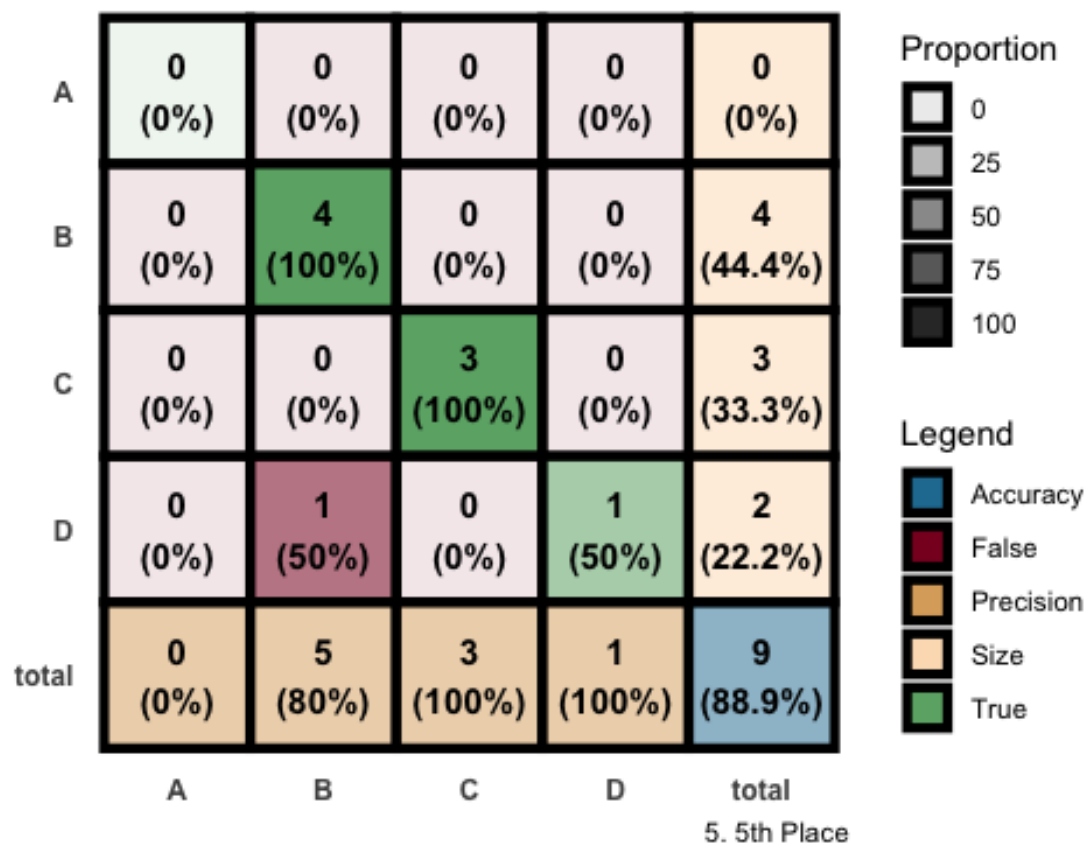 A 0 0 0 0 0
(0%) (0%) (0%) (0%) (0%)
B 0 4 0 0 4
(0%) (100%) (0%) (0%) (44.4%)
C 0 0 3 0 3
(0%) (0%) (100%) (0%) (33.3%)
D 0 1 0 1 2
(0%) (50%) (0%) (50%) (22.2%)
total 0 5 3 1 9
(0%) (80%) (100%) (100%) (88.9%)
A B C D total
5. 5th Place
Proportion
0
25
50
75
100
Legend
Accuracy
False
Precision
Size
True